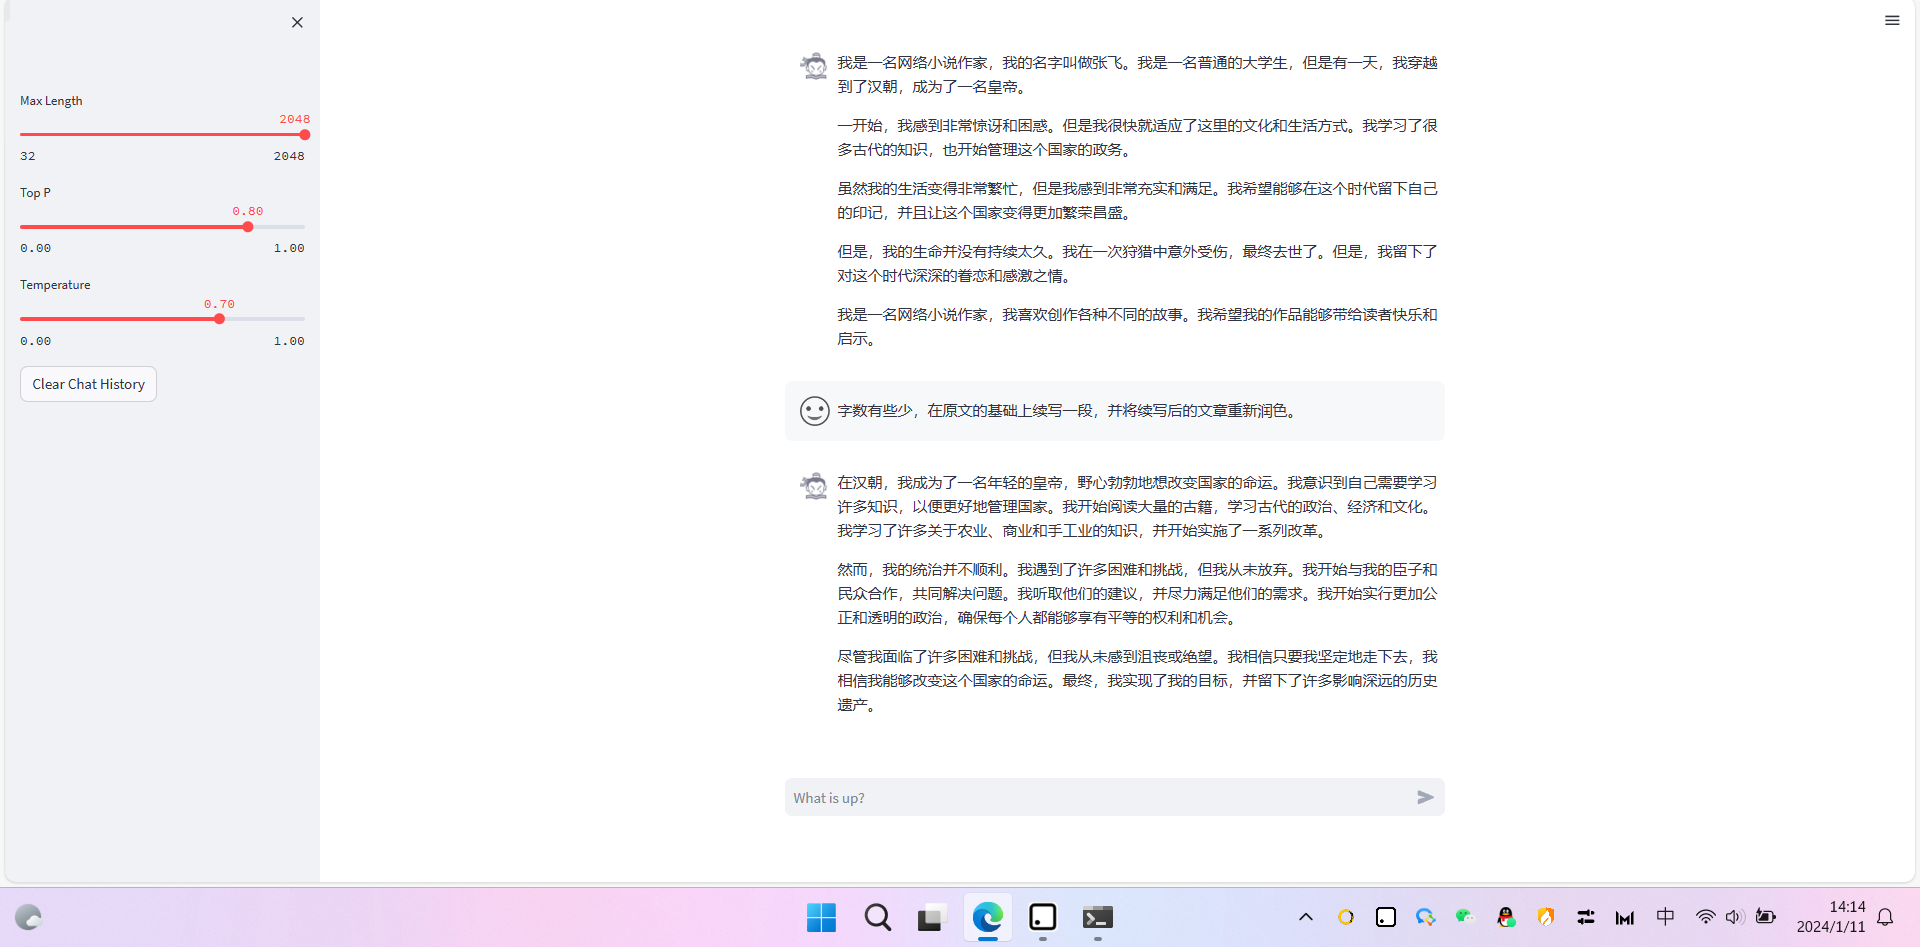 Max Length
2048
32 2048
Top P
0.80
0.00 1.00
Temperature
0.70
0.00 1.00
Clear Chat History
我是一名网络小说作家，我的名字叫做张飞。我是一名普通的大学生，但是有一天，我穿越
到了汉朝，成为了一名皇帝。
一开始，我感到非常惊讶和困惑。但是我很快就适应了这里的文化和生活方式。我学习了很
多古代的知识，也开始管理这个国家的政务。
虽然我的生活变得非常繁忙，但是我感到非常充实和满足。我希望能够在这个时代留下自己
的印记，并且让这个国家变得更加繁荣昌盛。
但是，我的生命并没有持续太久。我在一次狩猎中意外受伤，最终去世了。但是，我留下了
对这个时代深深的眷恋和感激之情。
我是一名网络小说作家，我喜欢创作各种不同的故事。我希望我的作品能够带给读者快乐和
启示。
字数有些少，在原文的基础上续写一段，并将续写后的文章重新润色。
在汉朝，我成为了一名年轻的皇帝，野心勃勃地想改变国家的命运。我意识到自己需要学习
许多知识，以便更好地管理国家。我开始阅读大量的古籍，学习古代的政治、经济和文化。
我学习了许多关于农业、商业和手工业的知识，并开始实施了一系列改革。
然而，我的统治并不顺利。我遇到了许多困难和挑战，但我从未放弃。我开始与我的臣子和
民众合作，共同解决问题。我听取他们的建议，并尽力满足他们的需求。我开始实行更加公
正和透明的政治，确保每个人都能够享有平等的权利和机会。
尽管我面临了许多困难和挑战，但我从未感到沮丧或绝望。我相信只要我坚定地走下去，我
相信我能够改变这个国家的命运。最终，我实现了我的目标，并留下了许多影响深远的历史
遗产。
What is up?
中
14:14
2024/1/11